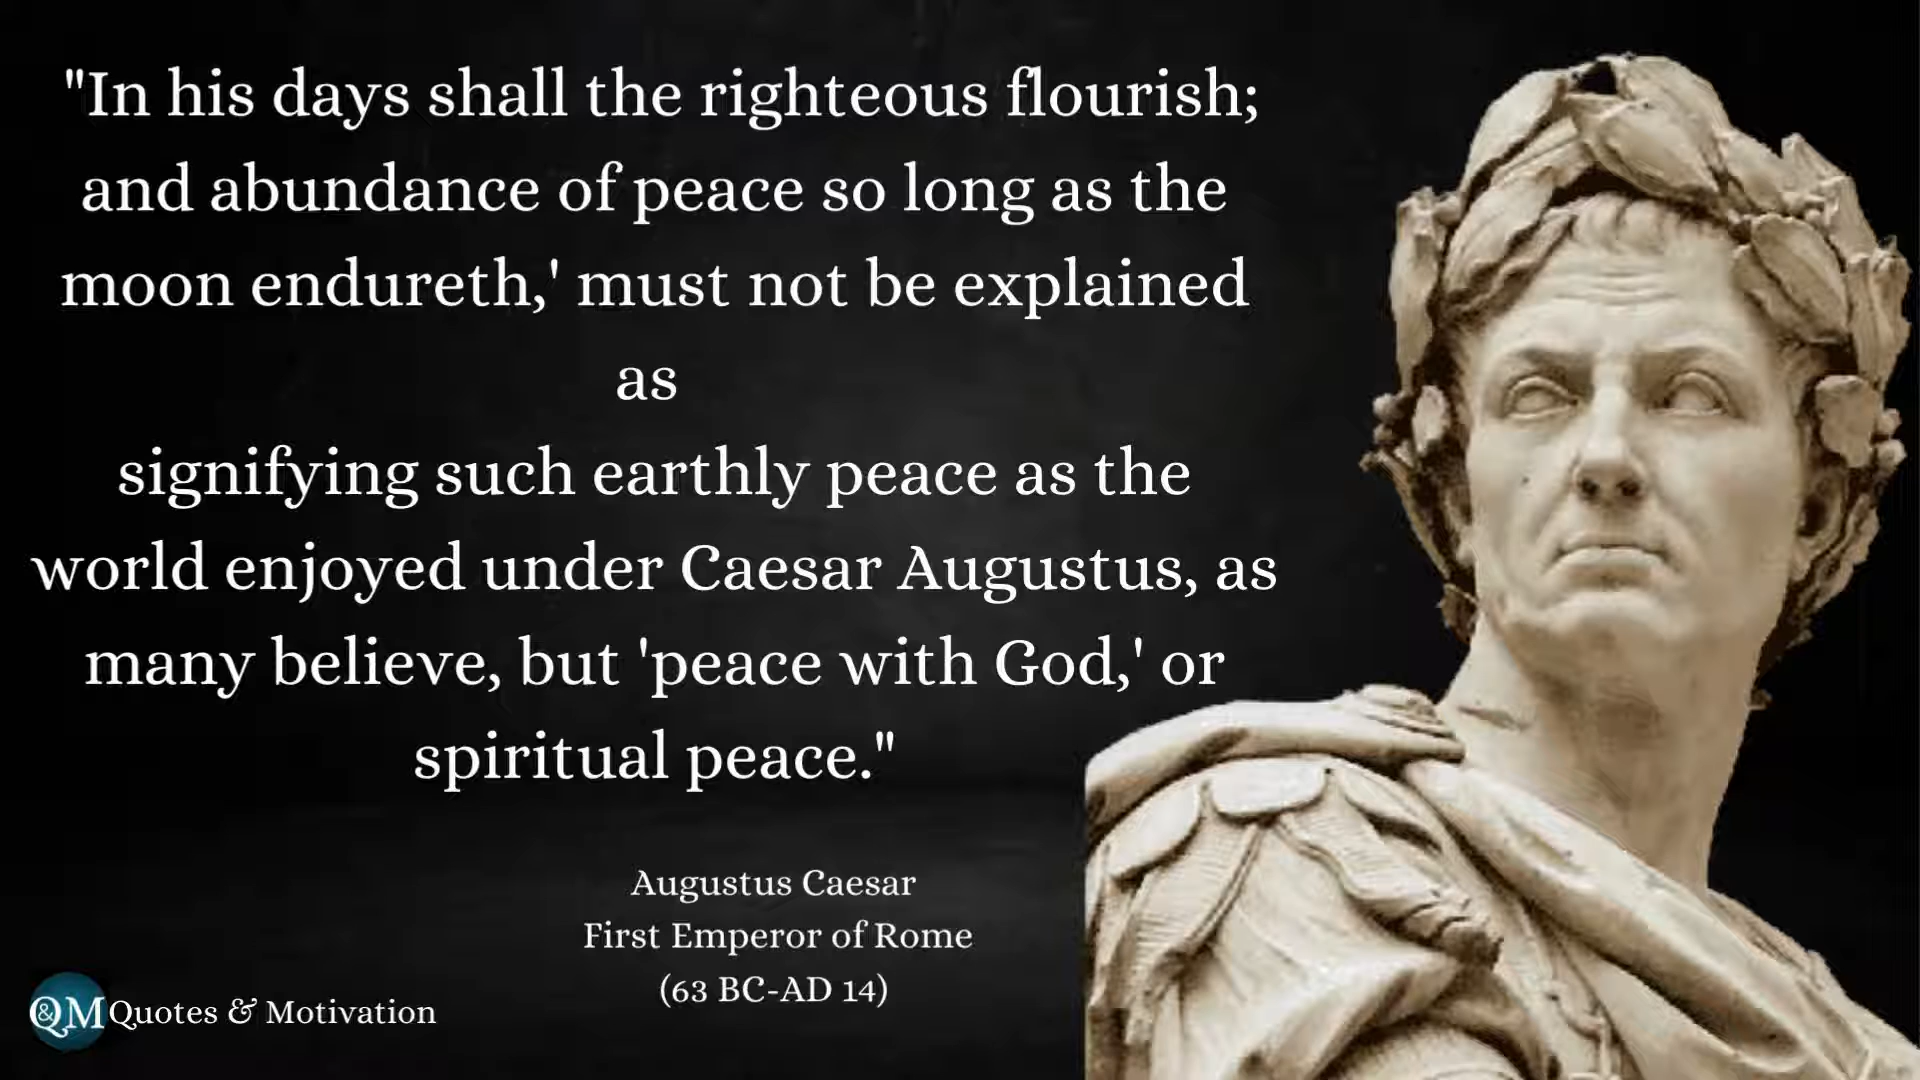 "In his days shall the righteous flourish;
and abundance of peace so long as the
moon endureth,' must not be explained
as
signifying such earthly peace as the
world enjoyed under Caesar Augustus, as
many believe, but 'peace with God,' or
spiritual peace."
Augustus Caesar
First Emperor of Rome
(63 BC-AD 14)
Q&M Quotes & Motivation